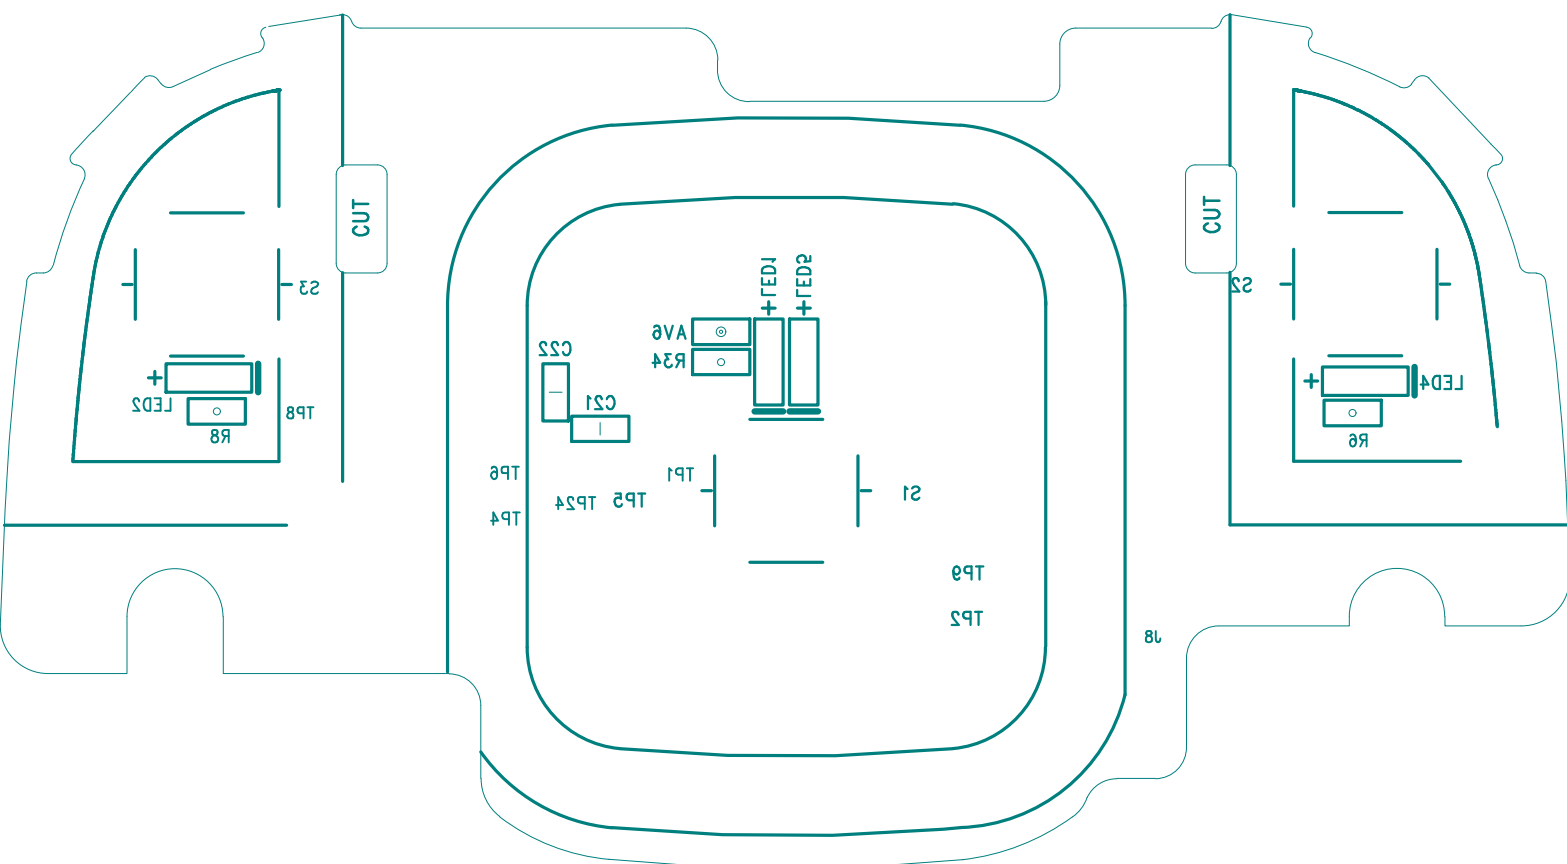 CUT
CUT
S3
S2
LED1
LED5
AV6
R34
C22
C21
LED2
R8
TP8
LED4
R6
TP6
TP4
TP24
TP5
TP1
S1
TP9
TP2
J8
+
+
+
+